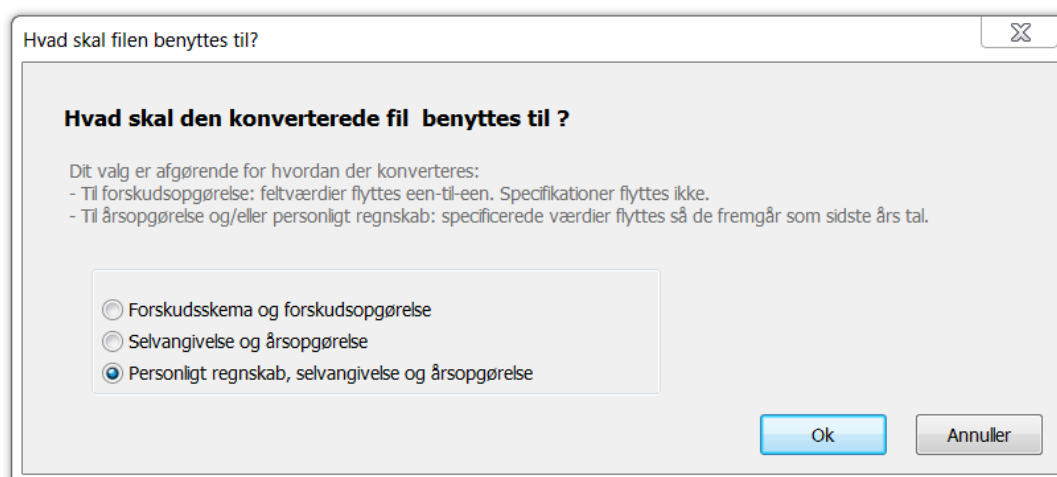 Hvad skal filen benyttes til?
Hvad skal den konverterede fil benyttes til ?
Dit valg er afgørende for hvordan der konverteres:
- Til forskudsopgørelse: feltværdier flyttes een-til-een. Specifikationer flyttes ikke.
- Til årsopgørelse og/eller personligt regnskab: specificerede værdier flyttes så de fremgår som sidste års tal.
Forskudsskema og forskudsopgørelse
Selvangivelse og årsopgørelse
Personligt regnskab, selvangivelse og årsopgørelse
Ok
Annuller